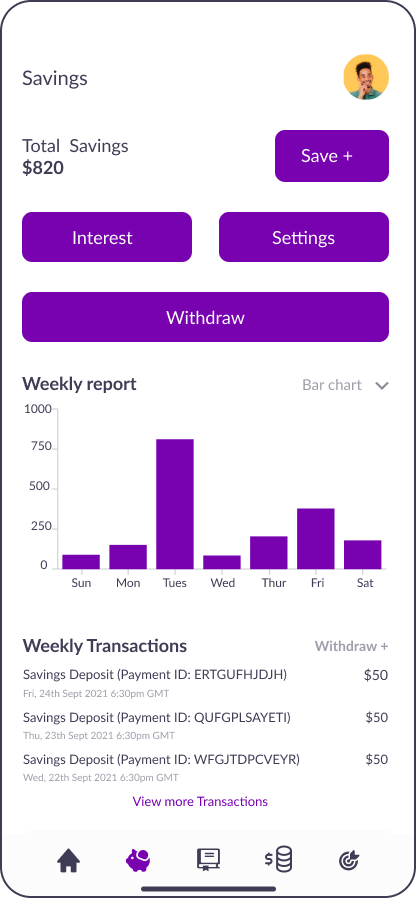 Savings
Total Savings
$820
Save +
Interest
Settings
Withdraw
Weekly report
Bar chart
1000
750
500
250
0
Sun Mon Tues Wed Thur Fri Sat
Weekly Transactions
Withdraw +
Savings Deposit (Payment ID: ERTGUFHJDJH) $50
Fri, 24th Sept 2021 6:30pm GMT
Savings Deposit (Payment ID: QUFGPLSAYETI) $50
Thu, 23th Sept 2021 6:30pm GMT
Savings Deposit (Payment ID: WFGJTDPCVEYR) $50
Wed, 22th Sept 2021 6:30pm GMT
View more Transactions
$